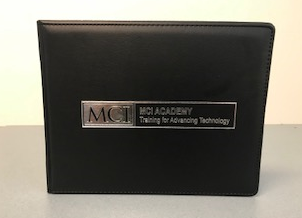 MCI
MCI ACADEMY
Training for Advancing Technology